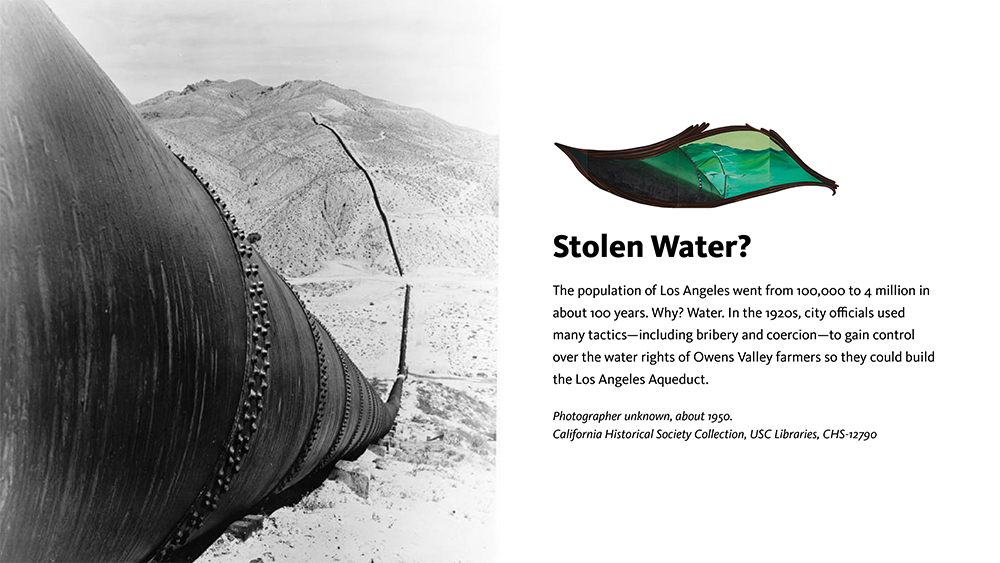 Stolen Water?
The population of Los Angeles went from 100,000 to 4 million in
about 100 years. Why? Water. In the 1920s, city officials used
many tactics—including bribery and coercion—to gain control
over the water rights of Owens Valley farmers so they could build
the Los Angeles Aqueduct.
Photographer unknown, about 1950.
California Historical Society Collection, USC Libraries, CHS-12790